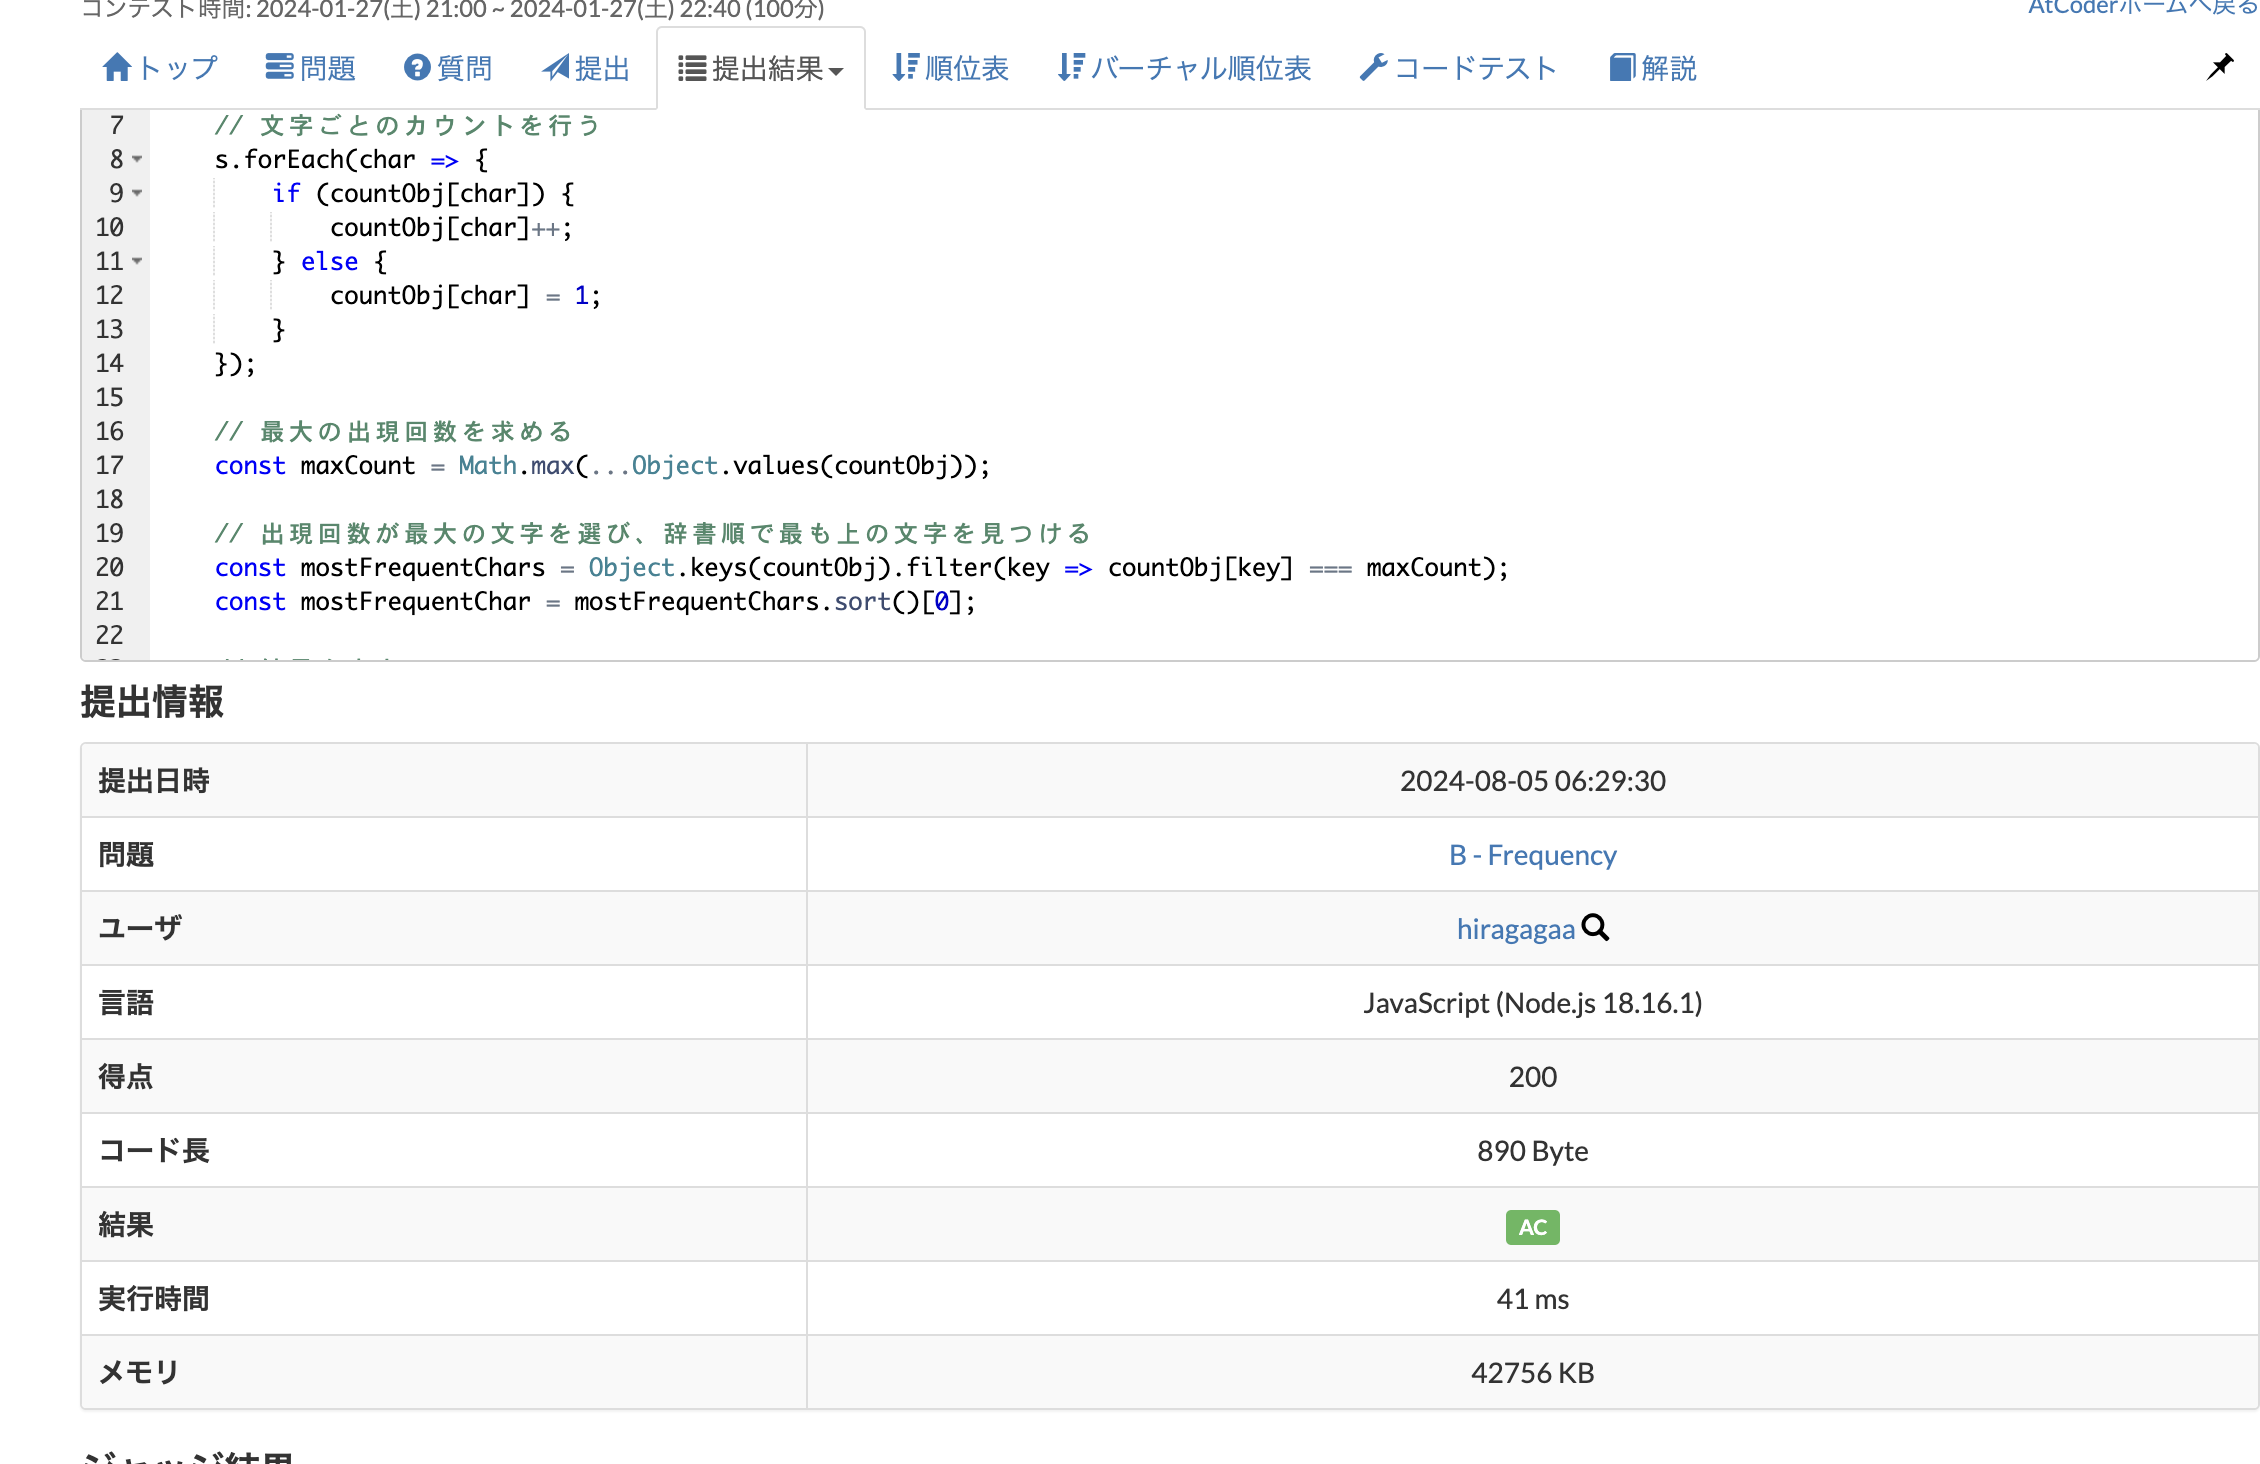 コンテスト時間: 2024-01-27(土) 21:00 ~ 2024-01-27(土) 22:40 (100分)
AtCoderホームへ戻る
トップ 問題 質問 提出 提出結果 順位表 バーチャル順位表 コードテスト 解説
7 // 文字ごとのカウントを行う
8 s.forEach(char => {
9 if (countObj[char]) {
10 countObj[char]++;
11 } else {
12 countObj[char] = 1;
13 }
14 });
15
16 // 最大の出現回数を求める
17 const maxCount = Math.max(...Object.values(countObj));
18
19 // 出現回数が最大の文字を選び、辞書順で最も上の文字を見つける
20 const mostFrequentChars = Object.keys(countObj).filter(key => countObj[key] === maxCount);
21 const mostFrequentChar = mostFrequentChars.sort()[0];
22
提出情報
提出日時 2024-08-05 06:29:30
問題 B - Frequency
ユーザ hiragagaa
言語 JavaScript (Node.js 18.16.1)
得点 200
コード長 890 Byte
結果 AC
実行時間 41 ms
メモリ 42756 KB
ジャッジ結果